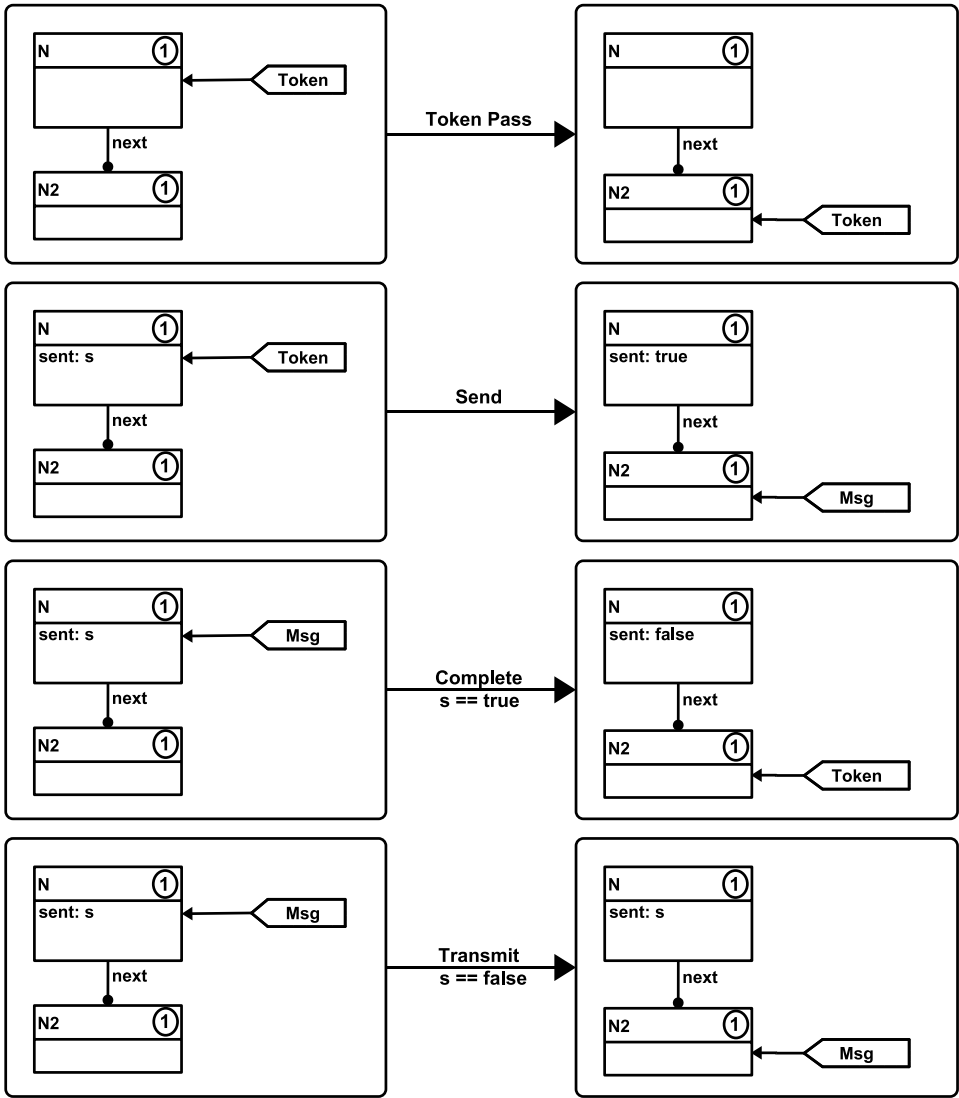 N 1
Token
next
N2 1
Token Pass
N 1
next
N2 1
Token
N 1
sent: s
Token
next
N2 1
Send
N 1
sent: true
next
N2 1
Msg
N 1
sent: s
Msg
next
N2 1
Complete
s == true
N 1
sent: false
next
N2 1
Token
N 1
sent: s
Msg
next
N2 1
Transmit
s == false
N 1
sent: s
next
N2 1
Msg